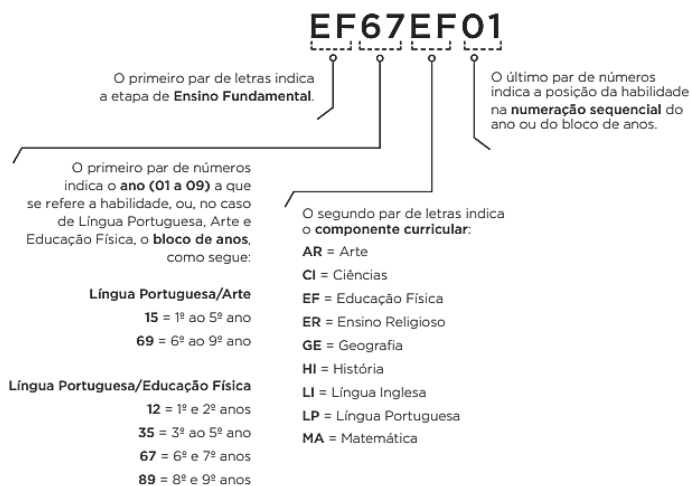 EF67EF01
O primeiro par de letras indica
a etapa de Ensino Fundamental.
O último par de números
indica a posição da habilidade
na numeração sequencial do
ano ou do bloco de anos.
O primeiro par de números
indica o ano (01 a 09) a que
se refere a habilidade, ou, no caso
de Língua Portuguesa, Arte e
Educação Física, o bloco de anos,
como segue:
Língua Portuguesa/Arte
15 = 1º ao 5º ano
69 = 6º ao 9º ano
Língua Portuguesa/Educação Física
12 = 1º e 2º anos
35 = 3º ao 5º ano
67 = 6º e 7º anos
89 = 8º e 9º anos
O segundo par de letras indica
o componente curricular:
AR = Arte
CI = Ciências
EF = Educação Física
ER = Ensino Religioso
GE = Geografia
HI = História
LI = Língua Inglesa
LP = Língua Portuguesa
MA = Matemática